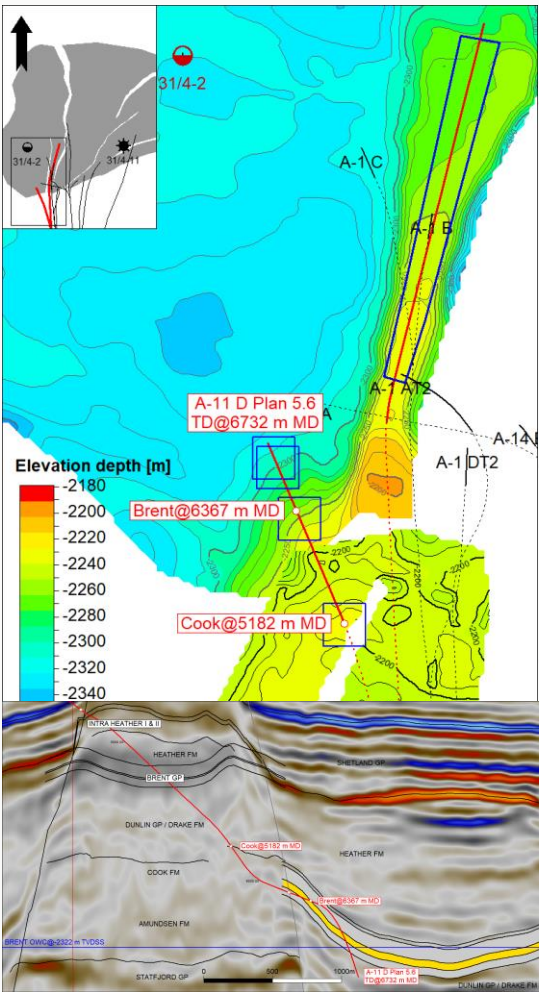 31/4-2
31/4-2
31/4-11
A-1 C
-2300
A-1 B
A-1 AT2
A-11 D Plan 5.6
TD@6732 m MD
A
A-14
A-1 DT2
Elevation depth [m]
-2180
-2200
-2220
-2240
-2260
-2280
-2300
-2320
-2340
2300
Brent@6367 m MD
-2200
-2200
-2200
Cook@5182 m MD
INTRA HEATHER I & II
HEATHER FM
SHETLAND GP
BRENT GP
DUNLIN GP / DRAKE FM
Cook@5182 m MD
HEATHER FM
COOK FM
Brent@6367 m MD
AMUNDSEN FM
BRENT OWC@-2322 m TVDSS
STATFJORD GP
0
500
1000m
A-11 D Plan 5.6
TD@6732 m MD
DUNLIN GP / DRAKE FM